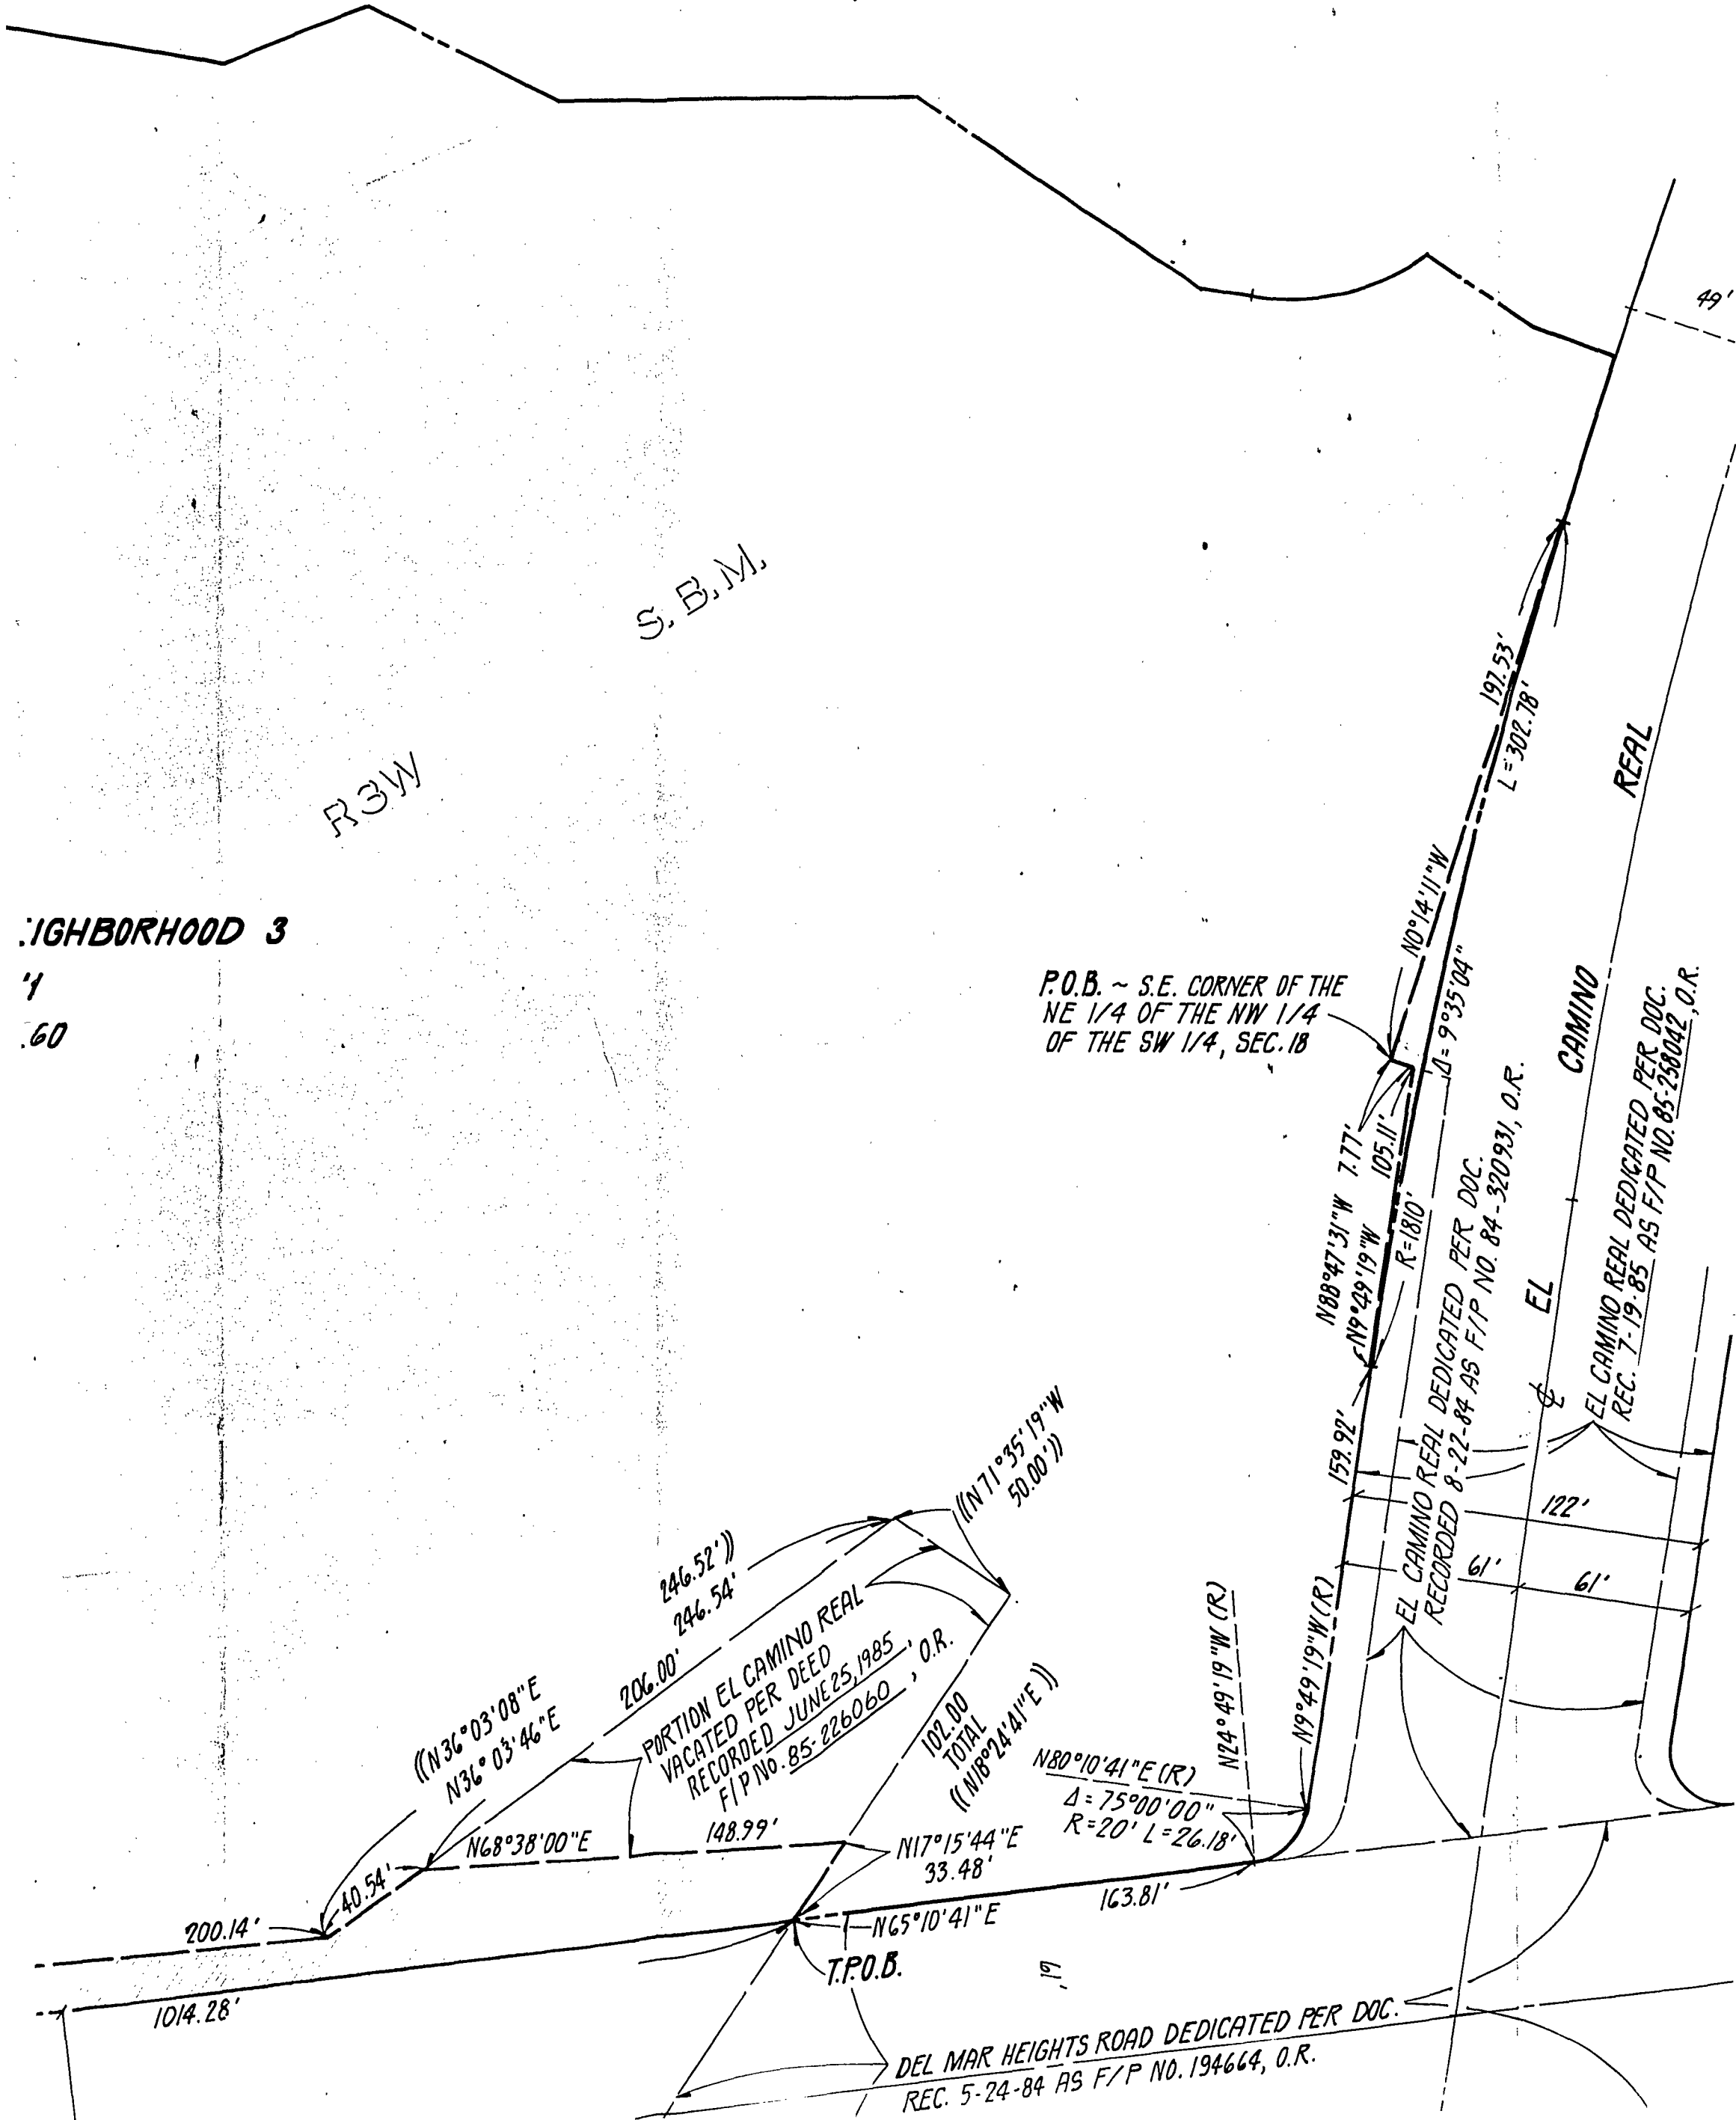 49'
S. B. M.
R3W
IGHBORHOOD 3
60
197.53'
L=302.78'
REAL
CAMINO
EL
N0°14'11"W
Δ=9°35'04"
P.O.B. ~ S.E. CORNER OF THE
NE 1/4 OF THE NW 1/4
OF THE SW 1/4, SEC. 18
N88°47'31"W 7.77'
N9°49'19"W 105.11'
R=1810'
EL CAMINO REAL DEDICATED PER DOC.
RECORDED 8-22-84 AS F/P NO. 84-320931, O.R.
EL CAMINO REAL DEDICATED PER DOC.
REC. 7-19-85 AS F/P NO. 85-258042, O.R.
159.92'
122'
61'
61'
((N71°35'19"W
50.00'))
246.52'))
246.54'
206.00'
((N36°03'08"E
N36°03'46"E
PORTION EL CAMINO REAL
VACATED PER DEED
RECORDED JUNE 25, 1985,
F/P No. 85-226060, O.R.
102.00
TOTAL
((N18°24'41"E))
N24°49'19"W (R)
N9°49'19"W (R)
N80°10'41"E (R)
Δ=75°00'00"
R=20' L=26.18'
N68°38'00"E
148.99'
N17°15'44"E
33.48'
40.54'
200.14'
163.81'
N65°10'41"E
T.P.O.B.
61'
1014.28'
DEL MAR HEIGHTS ROAD DEDICATED PER DOC.
REC. 5-24-84 AS F/P NO. 194664, O.R.